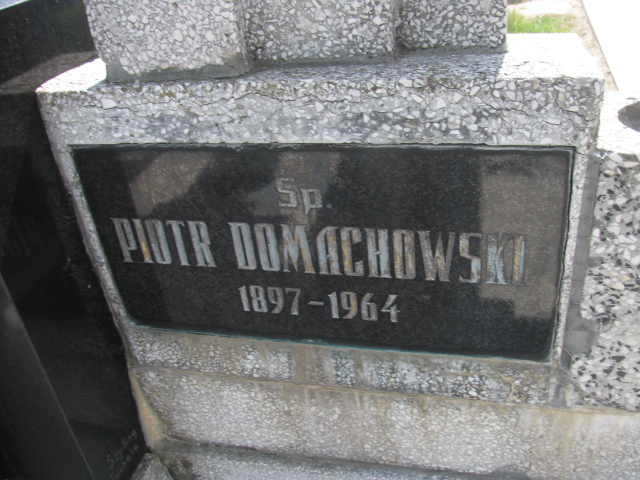 Sp.
PIOTR DOMACHOWSKI
1897-1964